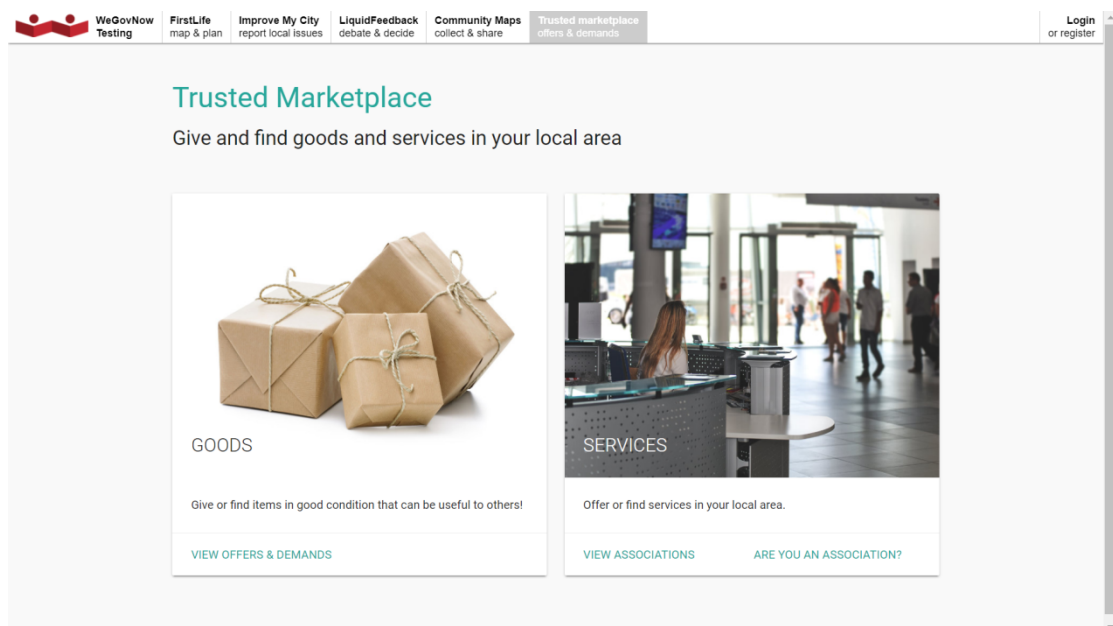 WeGovNow
Testing
FirstLife
map & plan
Improve My City
report local issues
LiquidFeedback
debate & decide
Community Maps
collect & share
Trusted marketplace
offers & demands
Login
or register
Trusted Marketplace
Give and find goods and services in your local area
GOODS
SERVICES
Give or find items in good condition that can be useful to others!
Offer or find services in your local area.
VIEW OFFERS & DEMANDS
VIEW ASSOCIATIONS
ARE YOU AN ASSOCIATION?